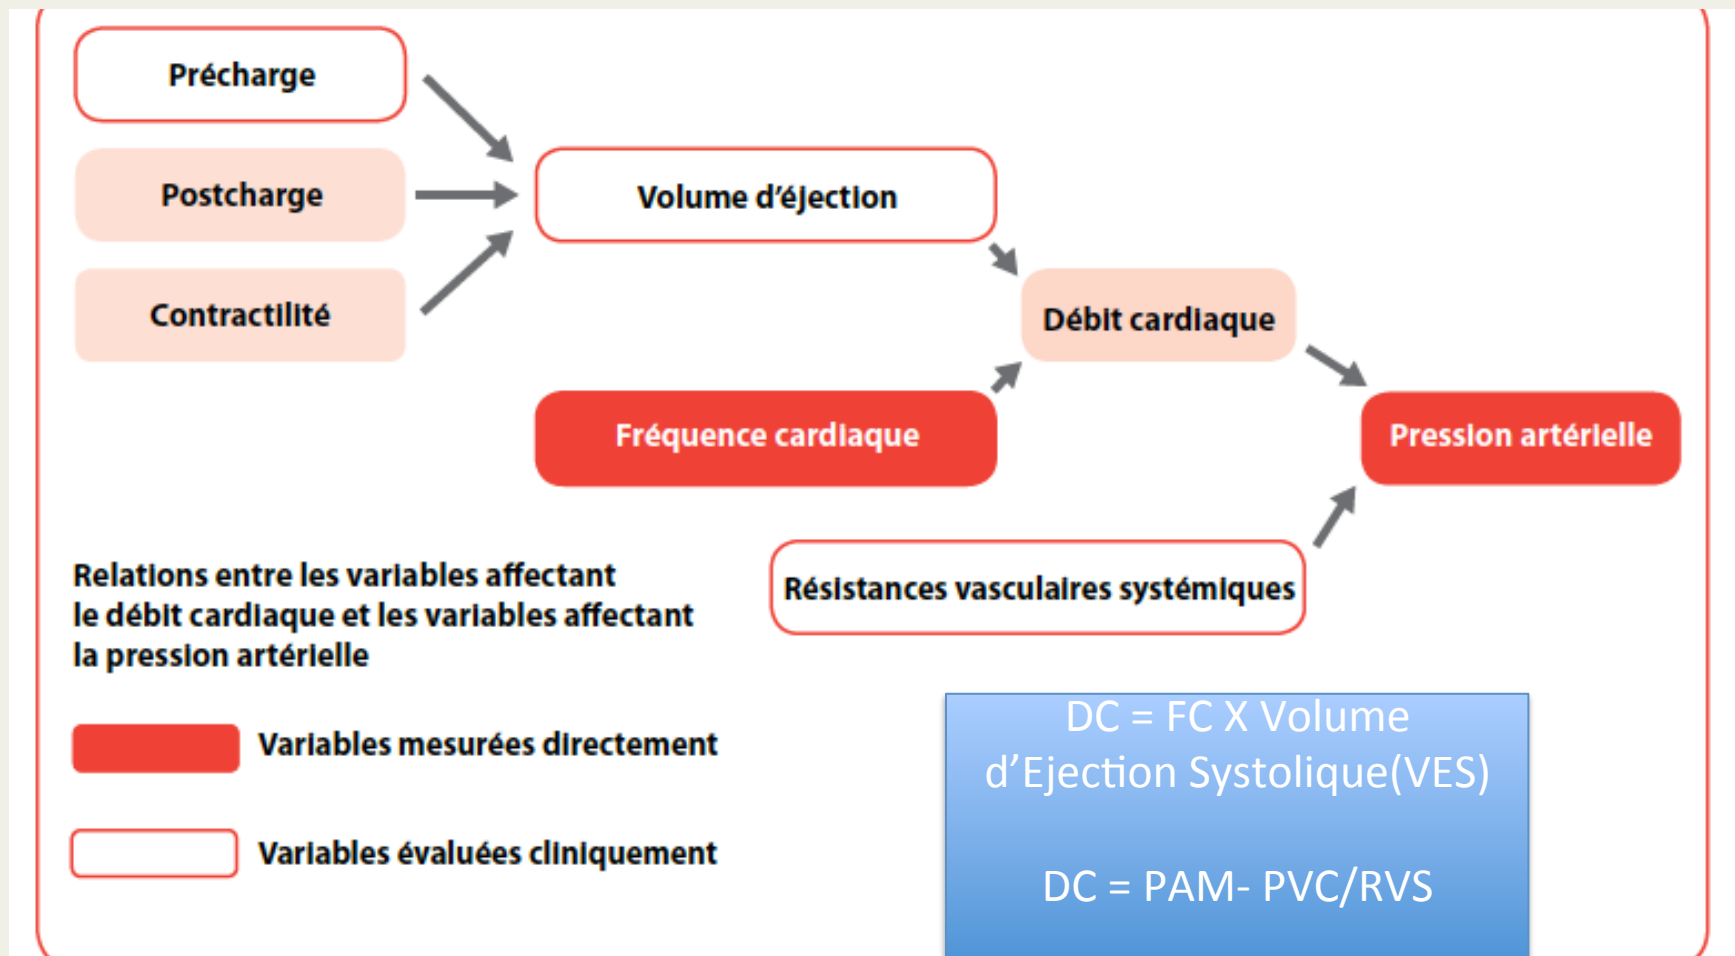 Précharge
Postcharge
Contractilité
Volume d’éjection
Débit cardiaque
Fréquence cardiaque
Pression artérielle
Résistances vasculaires systémiques
Relations entre les variables affectant
le débit cardiaque et les variables affectant
la pression artérielle
Variables mesurées directement
Variables évaluées cliniquement
DC = FC X Volume
d’Ejection Systolique(VES)
DC = PAM- PVC/RVS